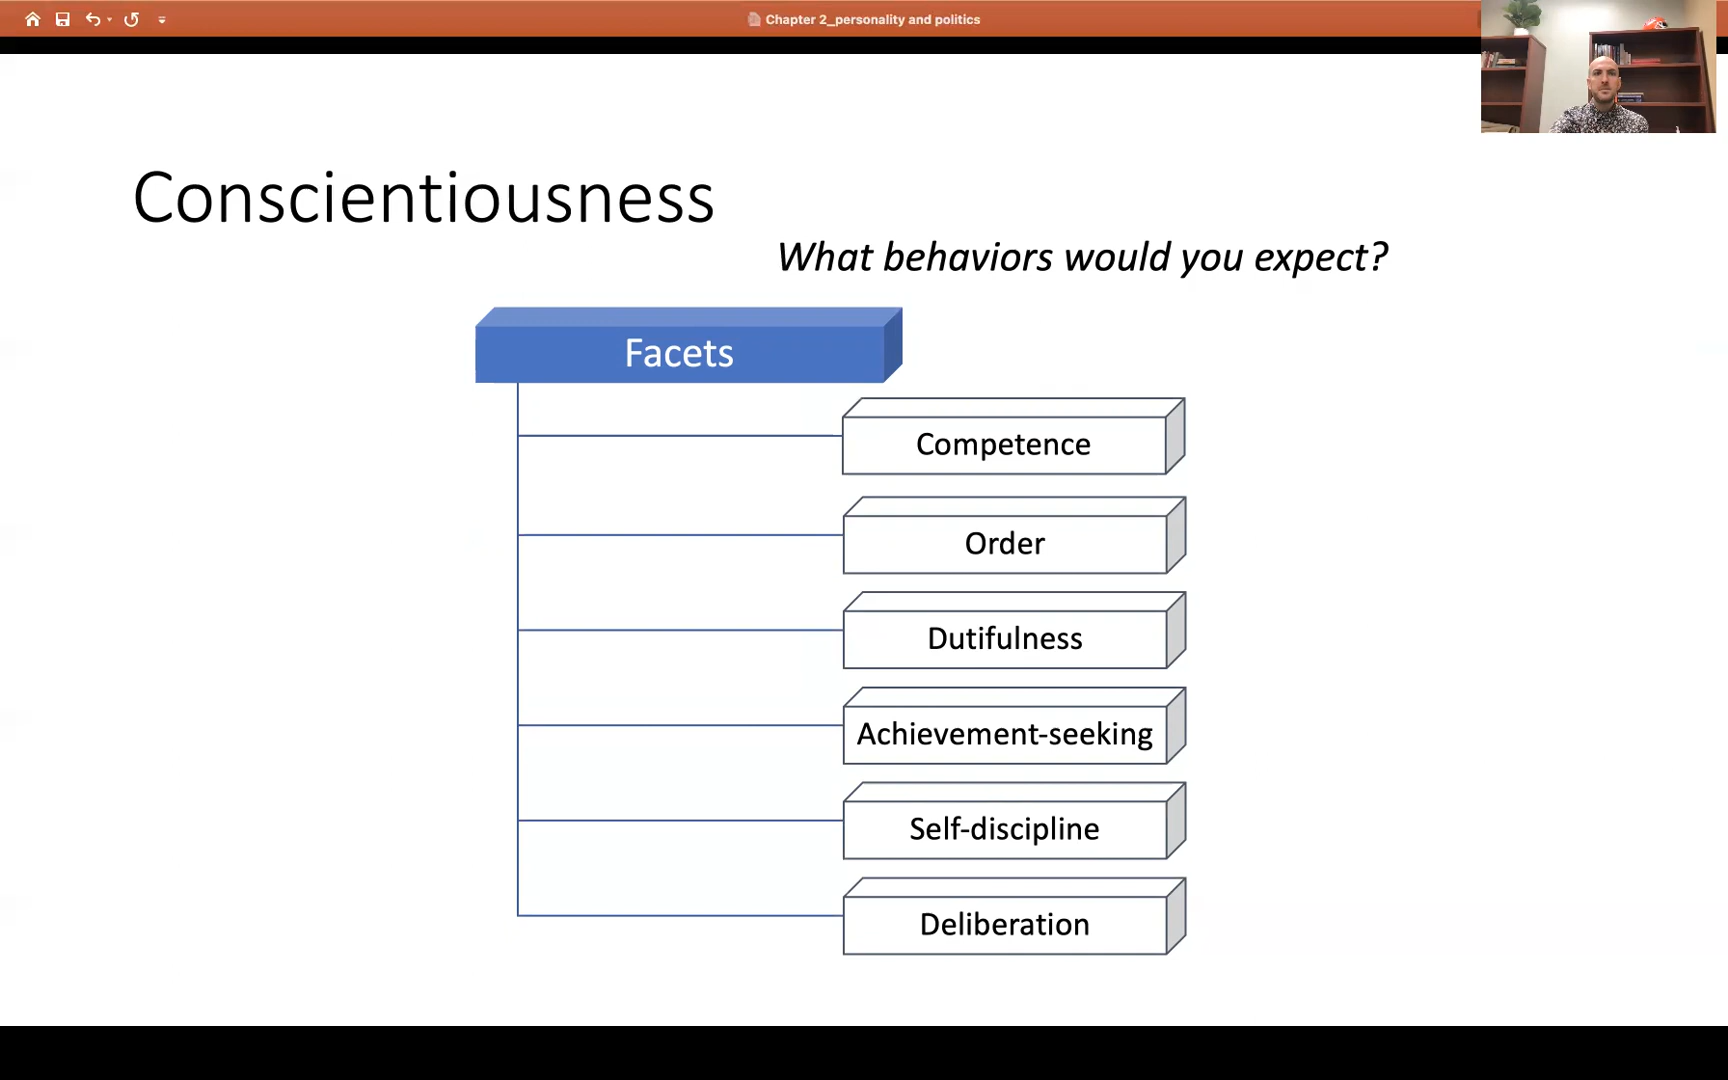 Chapter 2_personality and politics
Conscientiousness
What behaviors would you expect?
Facets
Competence
Order
Dutifulness
Achievement-seeking
Self-discipline
Deliberation